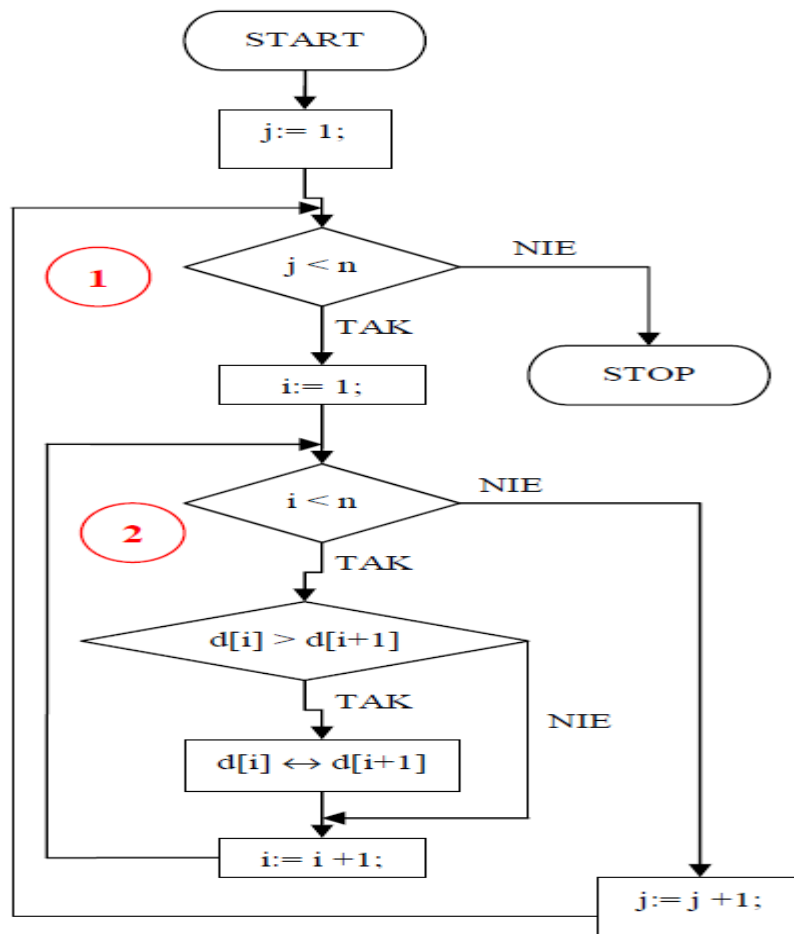 START
j:= 1;
1
j < n
NIE
TAK
i:= 1;
STOP
2
i < n
NIE
TAK
d[i] > d[i+1]
TAK
NIE
d[i] ↔ d[i+1]
i:= i +1;
j:= j +1;